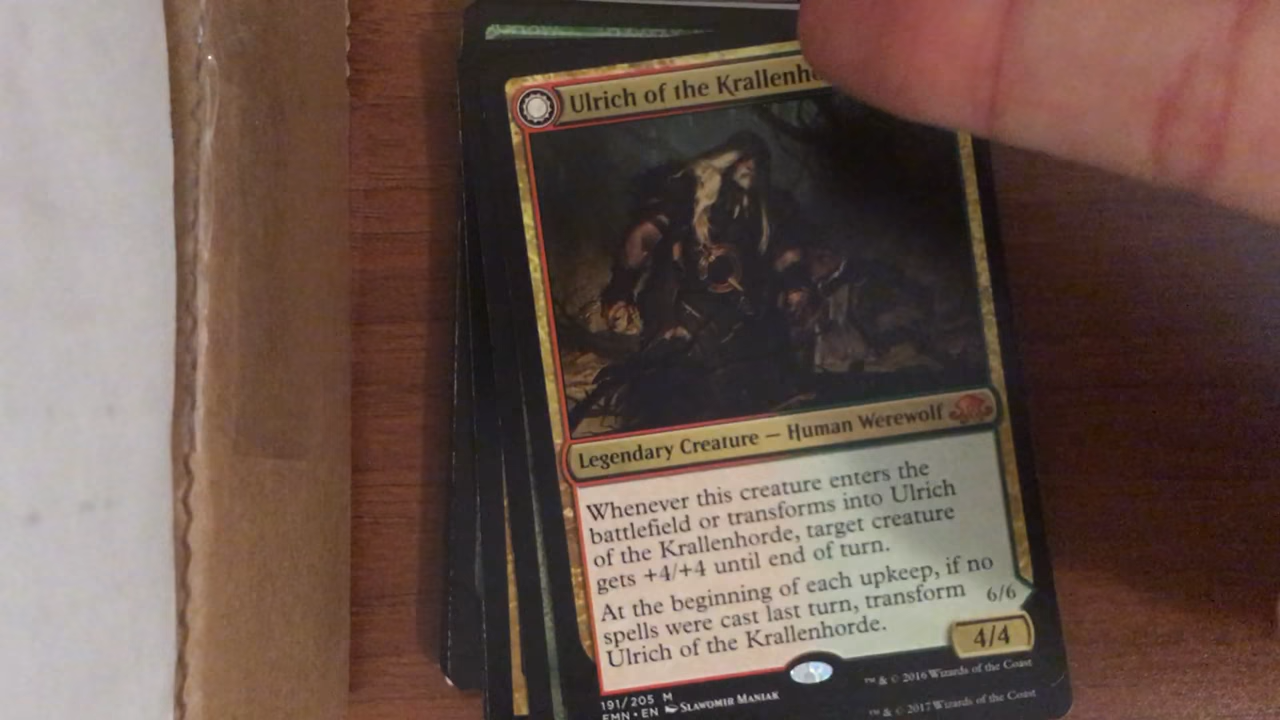 Ulrich of the Krallenho
Legendary Creature — Human Werewolf
Whenever this creature enters the
battlefield or transforms into Ulrich
of the Krallenhorde, target creature
gets +4/+4 until end of turn.
At the beginning of each upkeep, if no
spells were cast last turn, transform
Ulrich of the Krallenhorde.
6/6
4/4
191/205 M
EMN • EN SLAWOMIR MANIAK
™ & © 2016 Wizards of the Coast
™ & © 2017 Wizards of the Coast